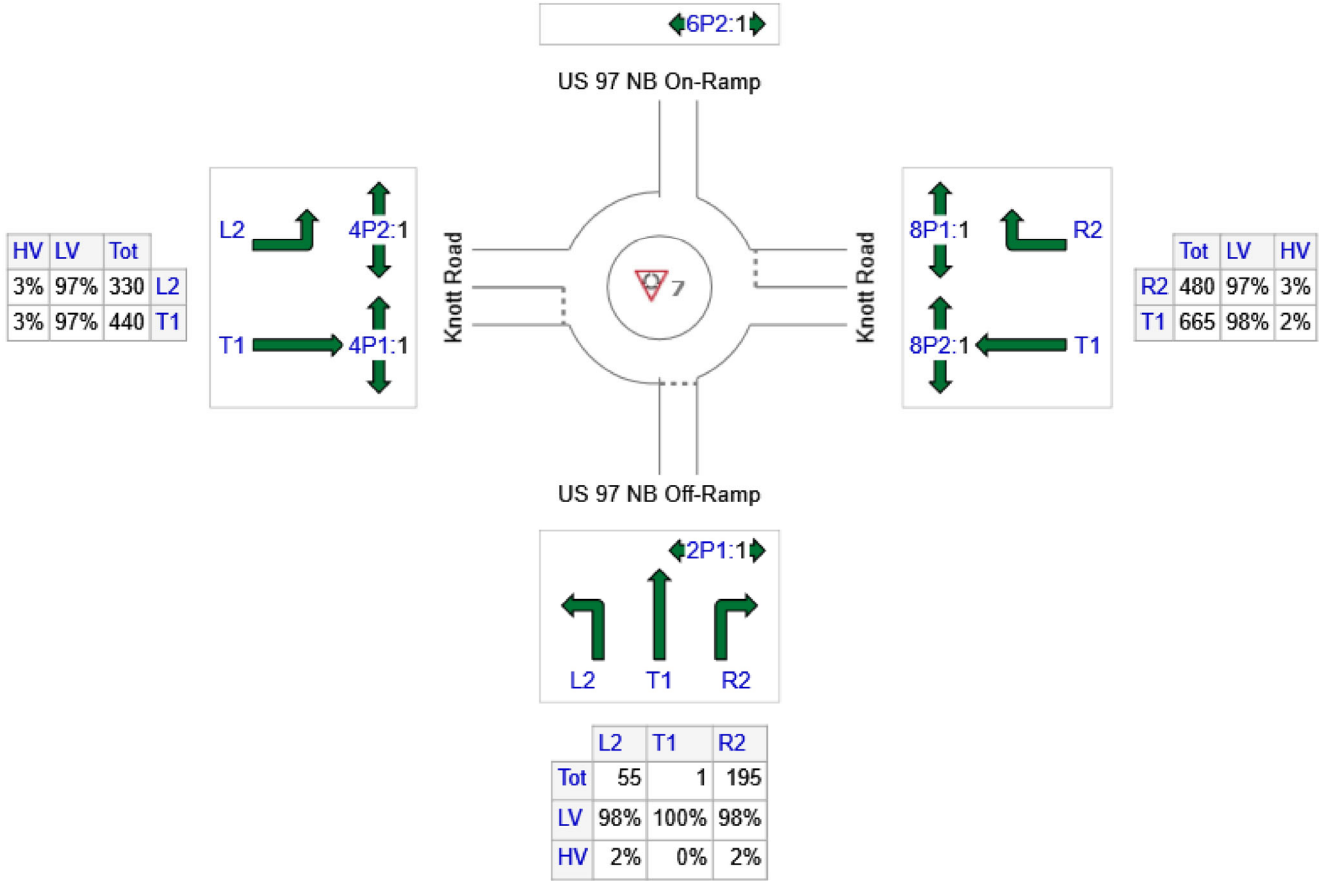 6P2:1
US 97 NB On-Ramp
L2
4P2:1
T1
4P1:1
HV LV Tot
3% 97% 330 L2
3% 97% 440 T1
Knott Road
7
Knott Road
8P1:1
R2
8P2:1
T1
Tot LV HV
R2 480 97% 3%
T1 665 98% 2%
US 97 NB Off-Ramp
2P1:1
L2 T1 R2
L2 T1 R2
Tot 55 1 195
LV 98% 100% 98%
HV 2% 0% 2%